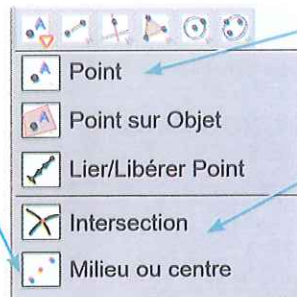 Point
Point sur Objet
Lier/Libérer Point
Intersection
Milieu ou centre